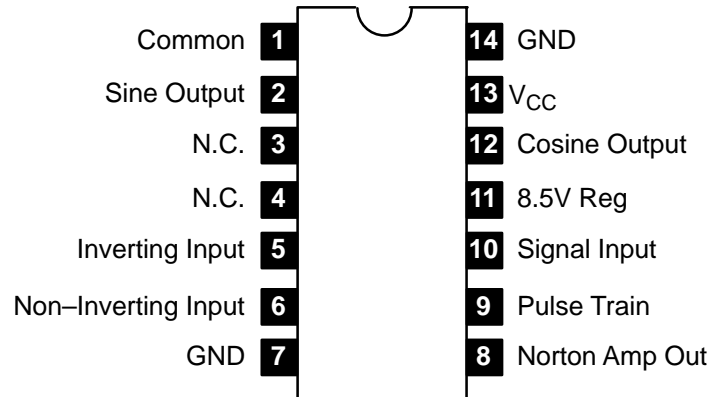 Common 1 14 GND
Sine Output 2 13 VCC
N.C. 3 12 Cosine Output
N.C. 4 11 8.5V Reg
Inverting Input 5 10 Signal Input
Non–Inverting Input 6 9 Pulse Train
GND 7 8 Norton Amp Out